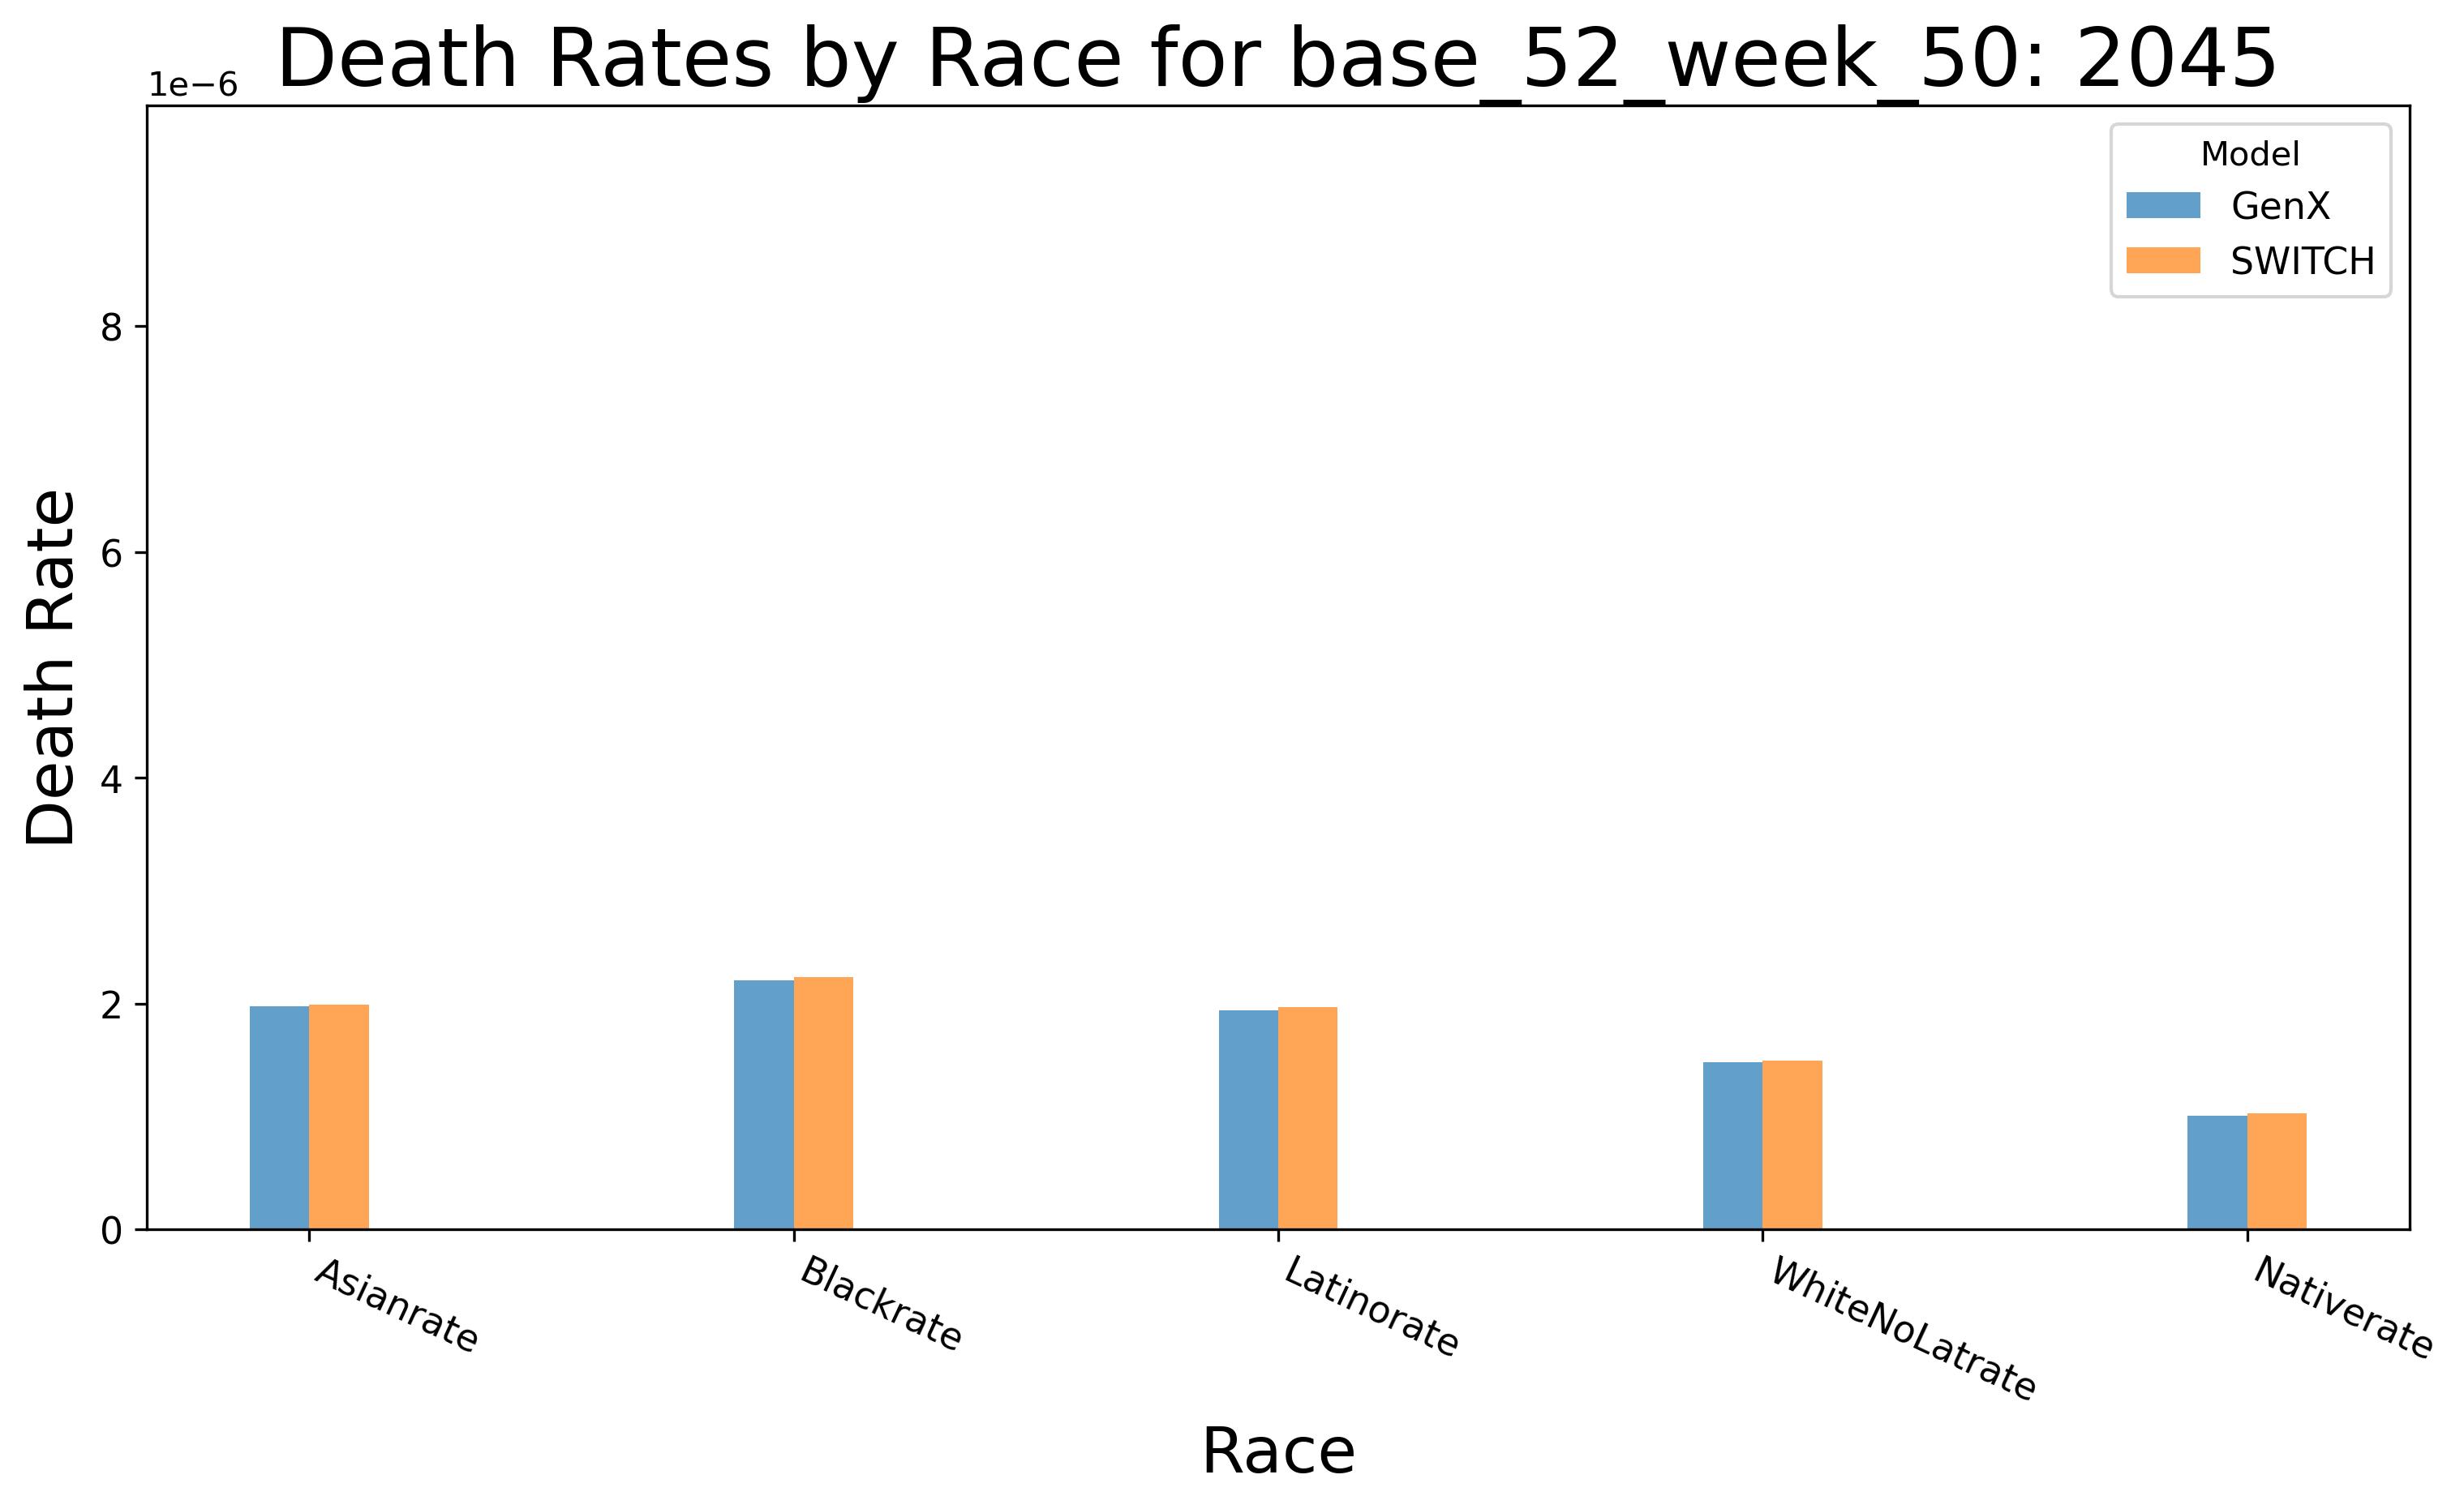 Death Rates by Race for base_52_week_50: 2045
1e−6
Model
GenX
SWITCH
8
6
4
2
0
Death Rate
Asianrate
Blackrate
Latinorate
WhiteNoLatrate
Nativerate
Race